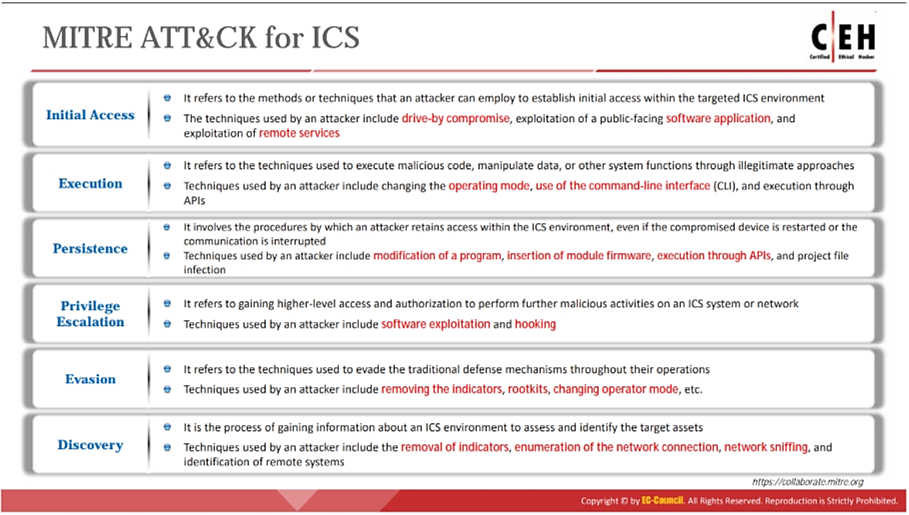 MITRE ATT&CK for ICS
C|EH
Certified Ethical Hacker
Initial Access
It refers to the methods or techniques that an attacker can employ to establish initial access within the targeted ICS environment
The techniques used by an attacker include drive-by compromise, exploitation of a public-facing software application, and
exploitation of remote services
Execution
It refers to the techniques used to execute malicious code, manipulate data, or other system functions through illegitimate approaches
Techniques used by an attacker include changing the operating mode, use of the command-line interface (CLI), and execution through
APIs
Persistence
It involves the procedures by which an attacker retains access within the ICS environment, even if the compromised device is restarted or the
communication is interrupted
Techniques used by an attacker include modification of a program, insertion of module firmware, execution through APIs, and project file
infection
Privilege
Escalation
It refers to gaining higher-level access and authorization to perform further malicious activities on an ICS system or network
Techniques used by an attacker include software exploitation and hooking
Evasion
It refers to the techniques used to evade the traditional defense mechanisms throughout their operations
Techniques used by an attacker include removing the indicators, rootkits, changing operator mode, etc.
Discovery
It is the process of gaining information about an ICS environment to assess and identify the target assets
Techniques used by an attacker include the removal of indicators, enumeration of the network connection, network sniffing, and
identification of remote systems
https://collaborate.mitre.org
Copyright © by EC-Council. All Rights Reserved. Reproduction is Strictly Prohibited.